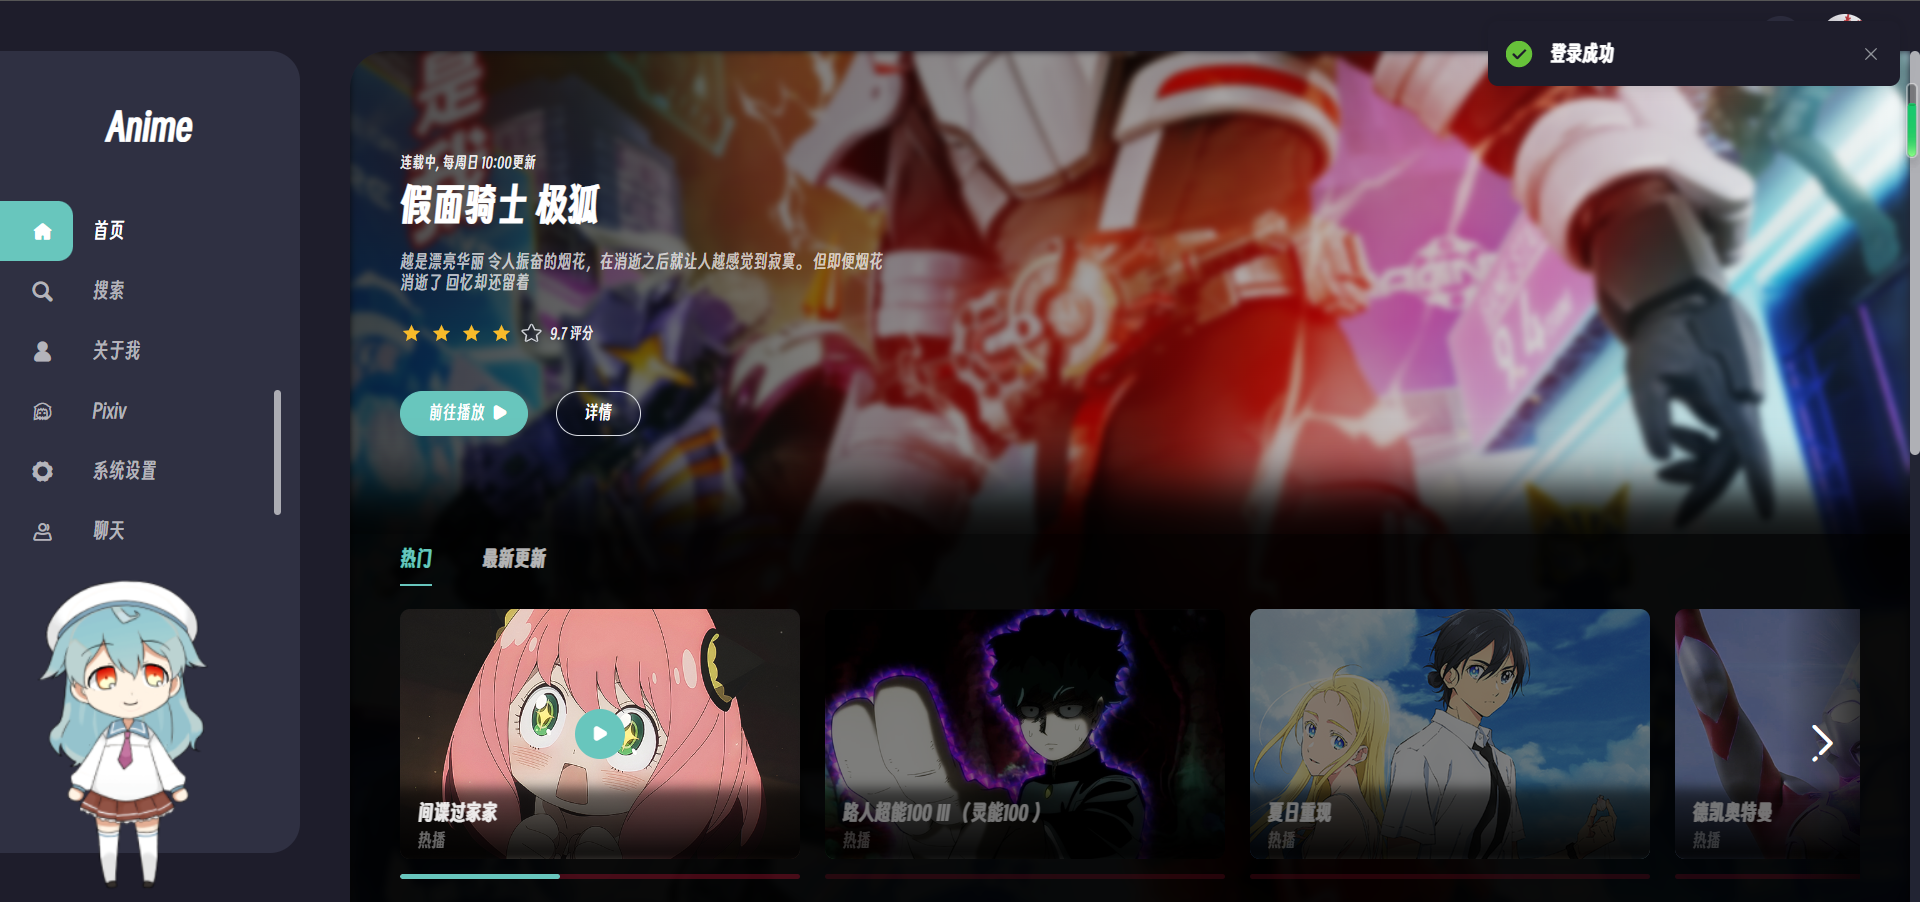 登录成功
Anime
首页
搜索
关于我
Pixiv
系统设置
聊天
连载中, 每周日 10:00更新
假面骑士 极狐
越是漂亮华丽 令人振奋的烟花，在消逝之后就让人越感觉到寂寞。 但即便烟花
消逝了 回忆却还留着
9.7 评分
前往播放
详情
热门
最新更新
间谍过家家
热播
路人超能100 III （灵能100 ）
热播
夏日重现
热播
德凯奥特曼
热播